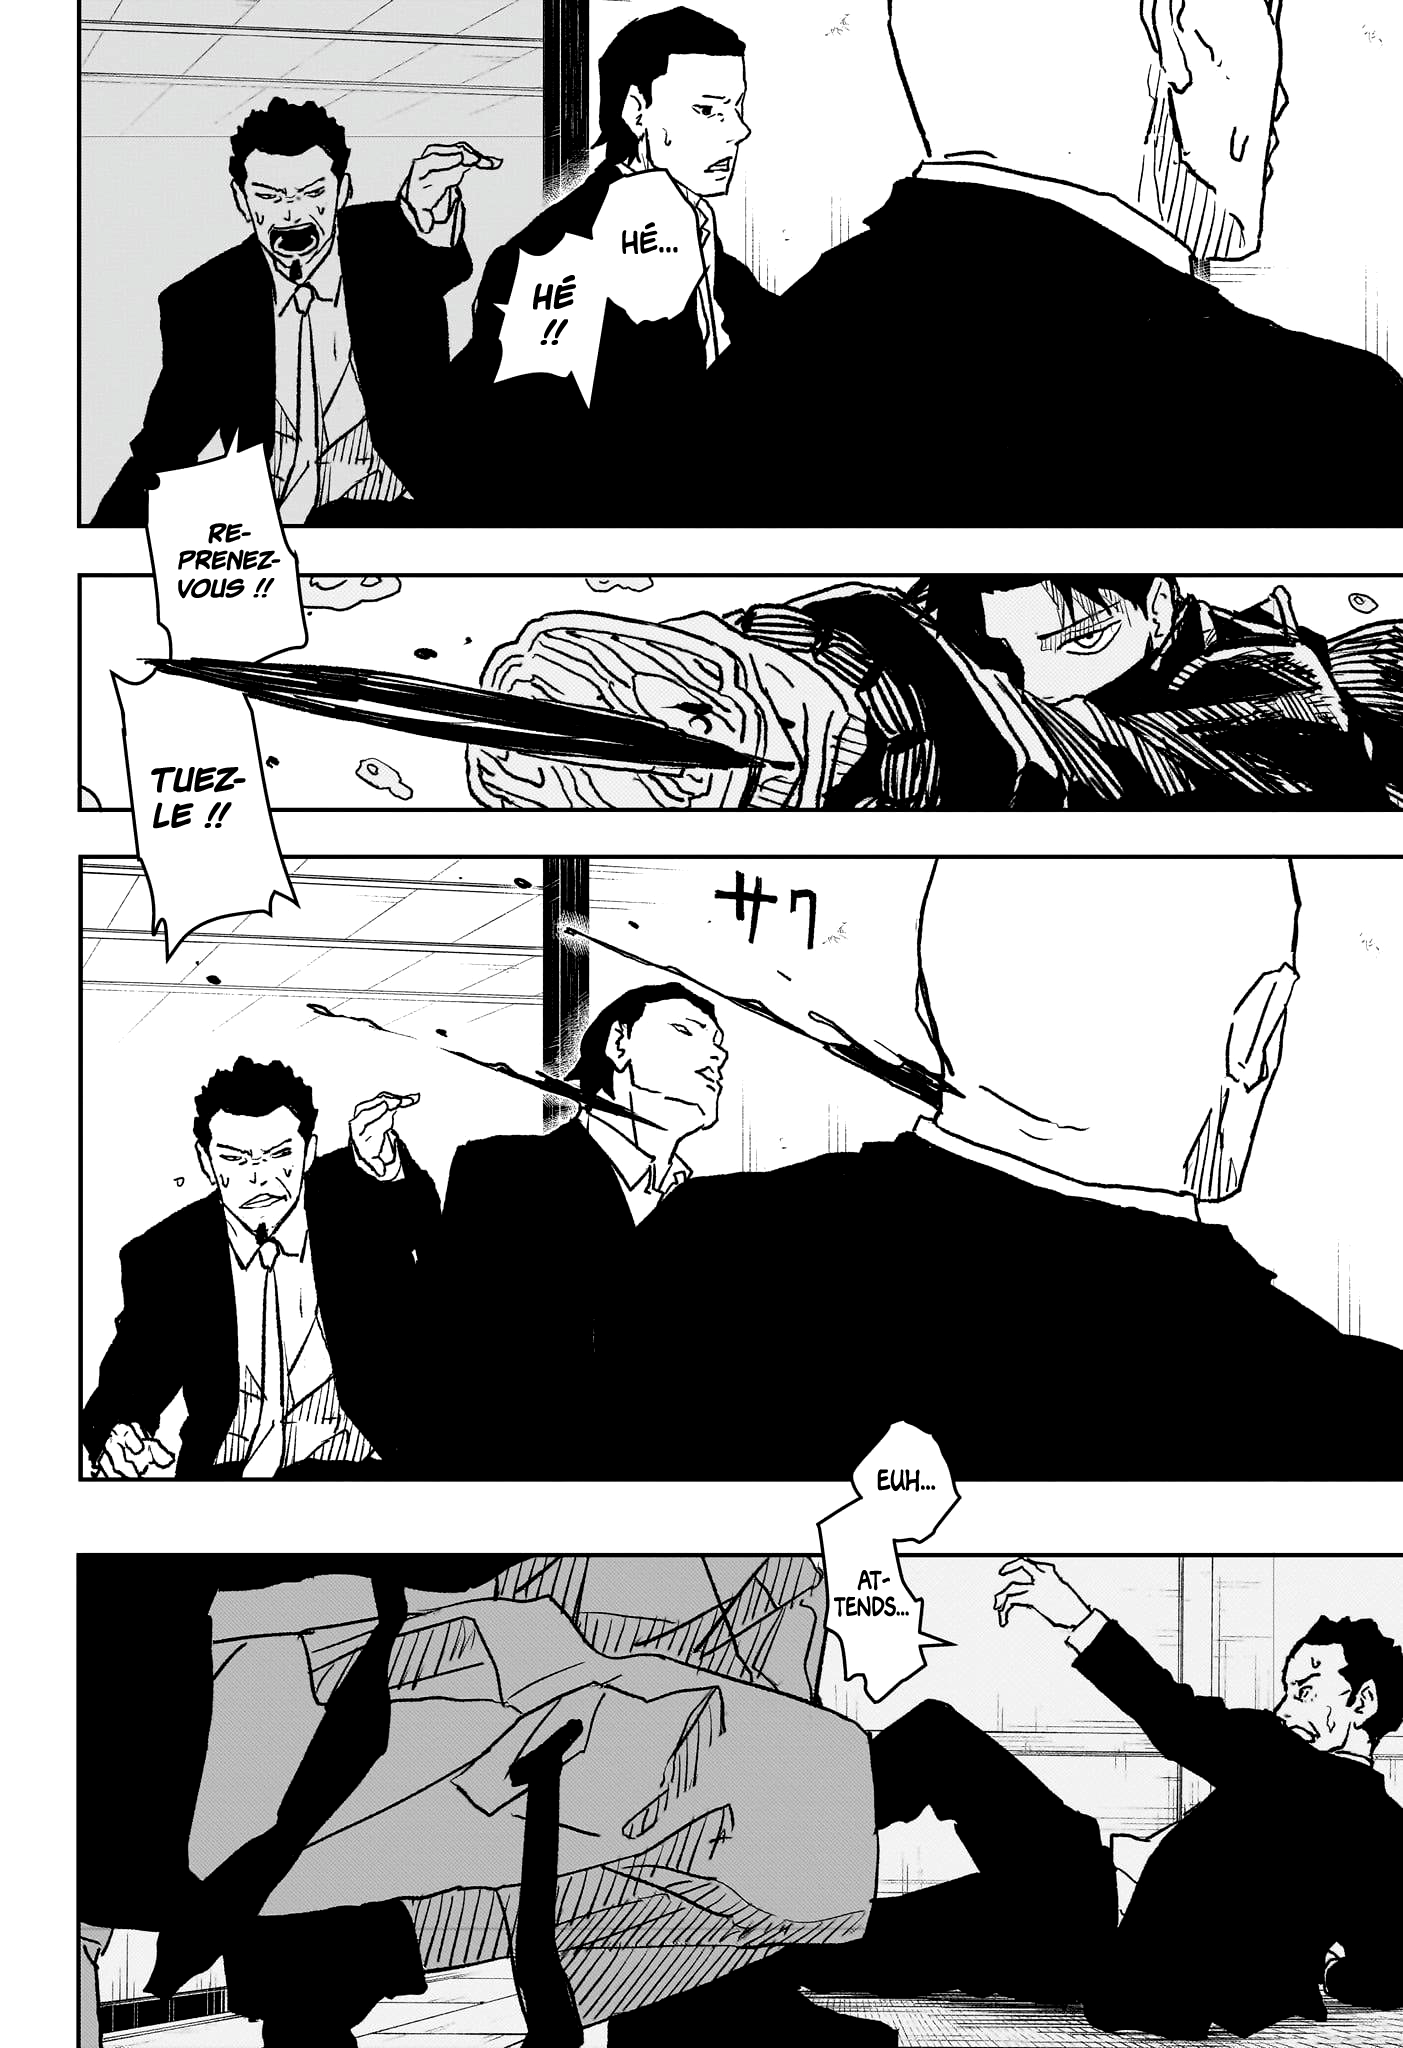 HÉ...
HÉ
!!
RE-
PRENEZ-
VOUS !!
TUEZ-
LE !!
サク
EUH...
AT-
TENDS...